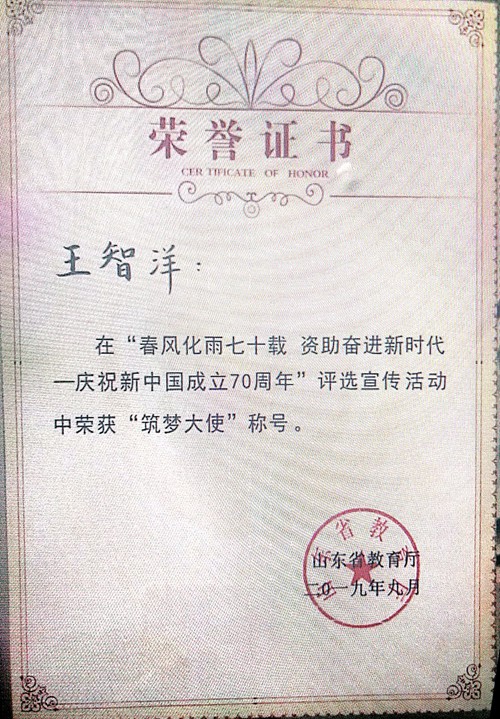 荣誉证书
CERTIFICATE OF HONOR
王智洋：
在“春风化雨七十载 资助奋进新时代
—庆祝新中国成立70周年”评选宣传活动
中荣获“筑梦大使”称号。
山东省教育厅
二〇一九年九月